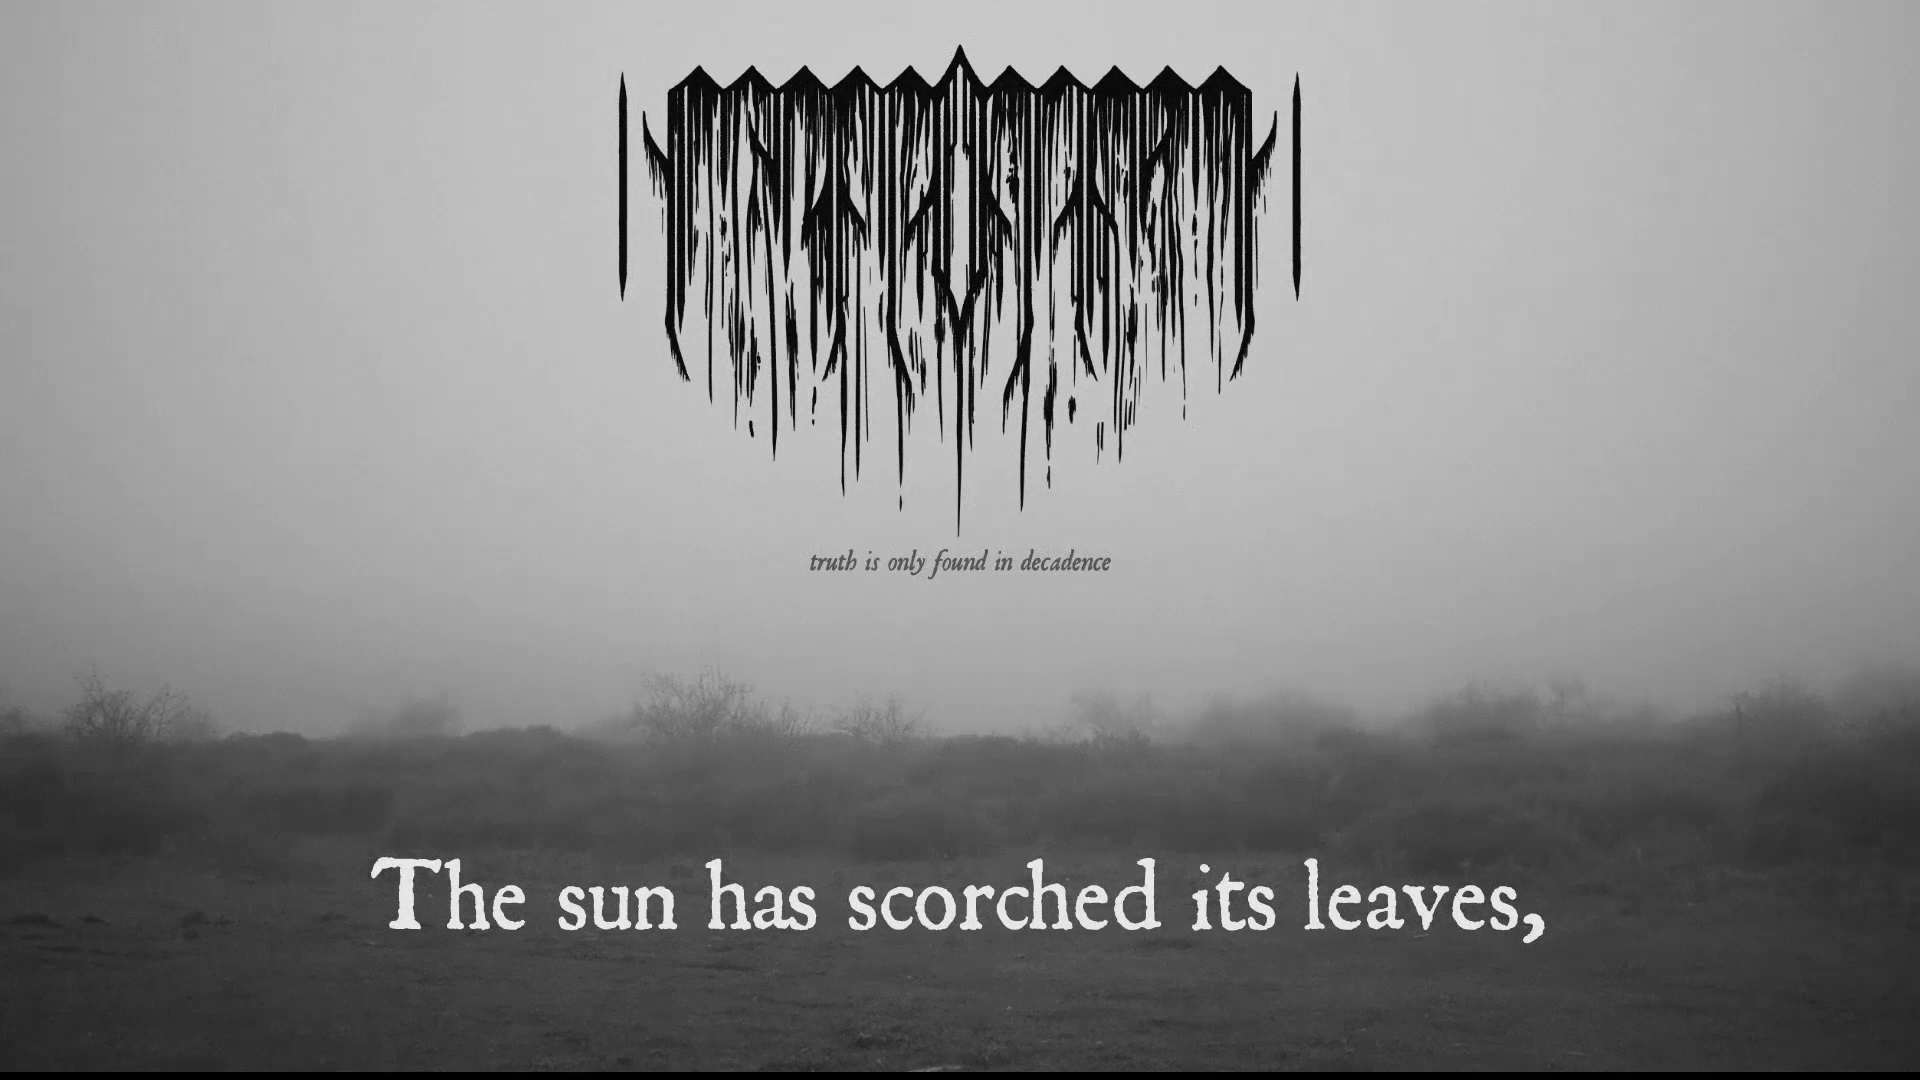 truth is only found in decadence
The sun has scorched its leaves,